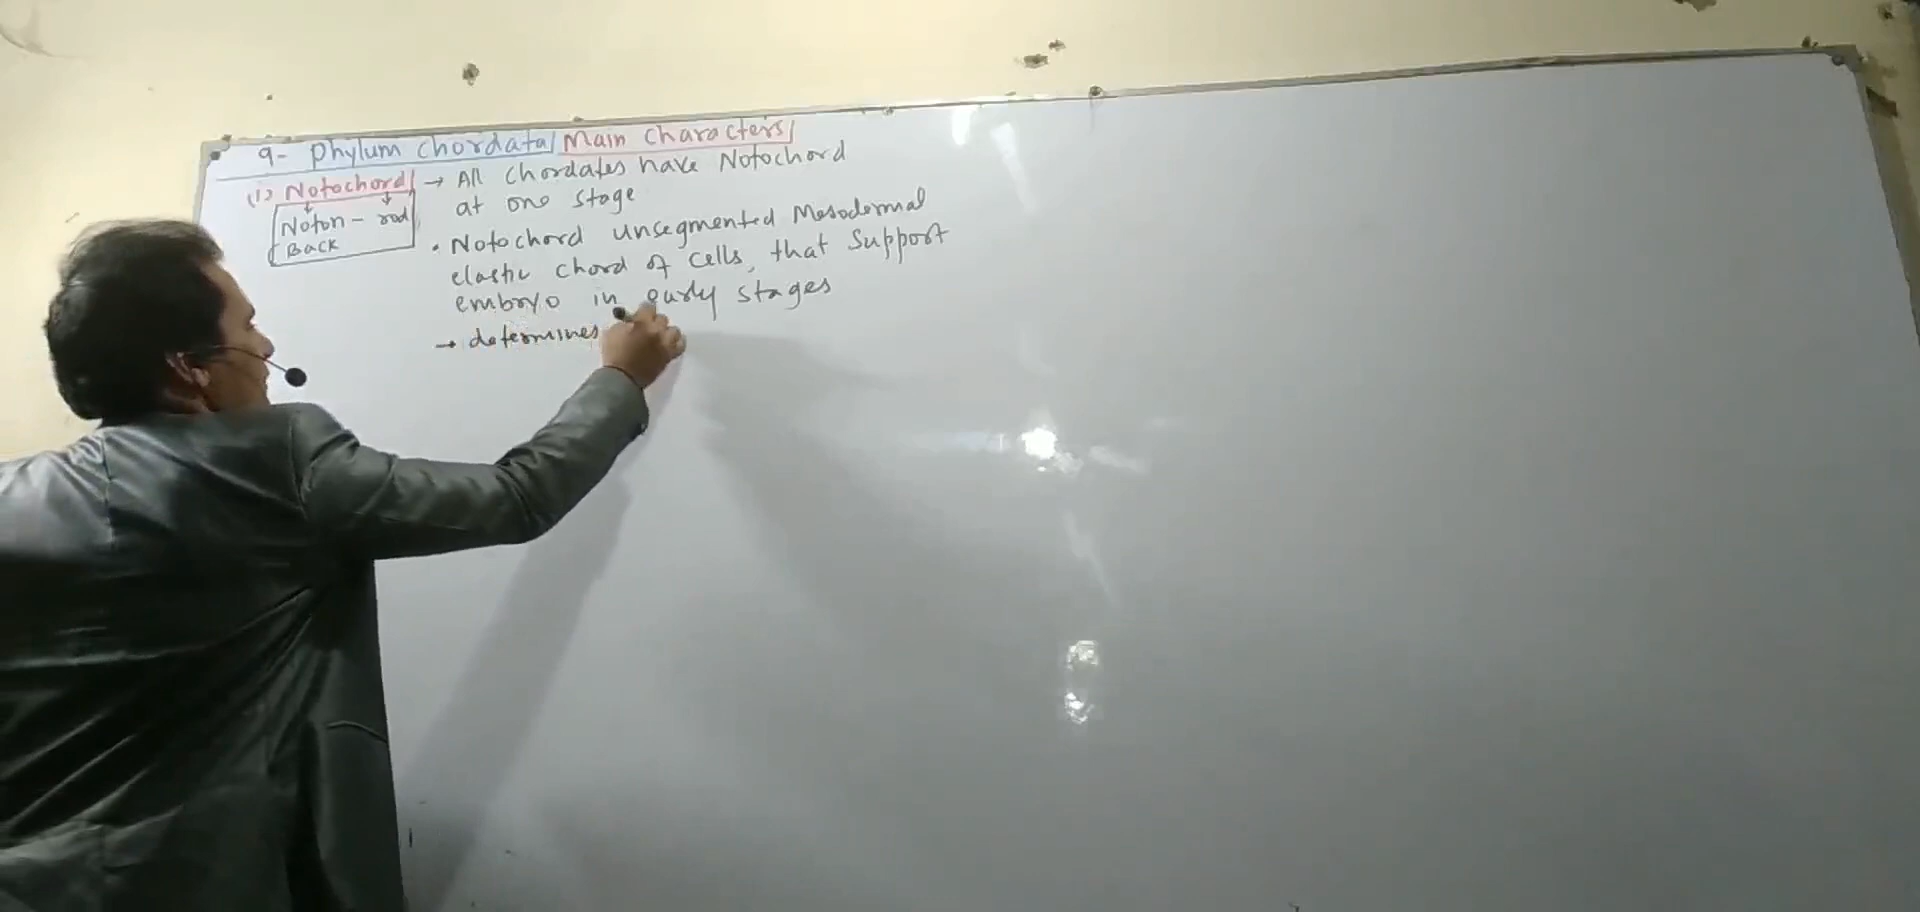 9- Phylum chordata/Main characters/
(1) Notochord/ → All chordates have Notochord
at one stage
Noton - rod
Back
• Notochord unsegmented Mesodermal
elastic chord of cells, that support
embryo in early stages
→ determines